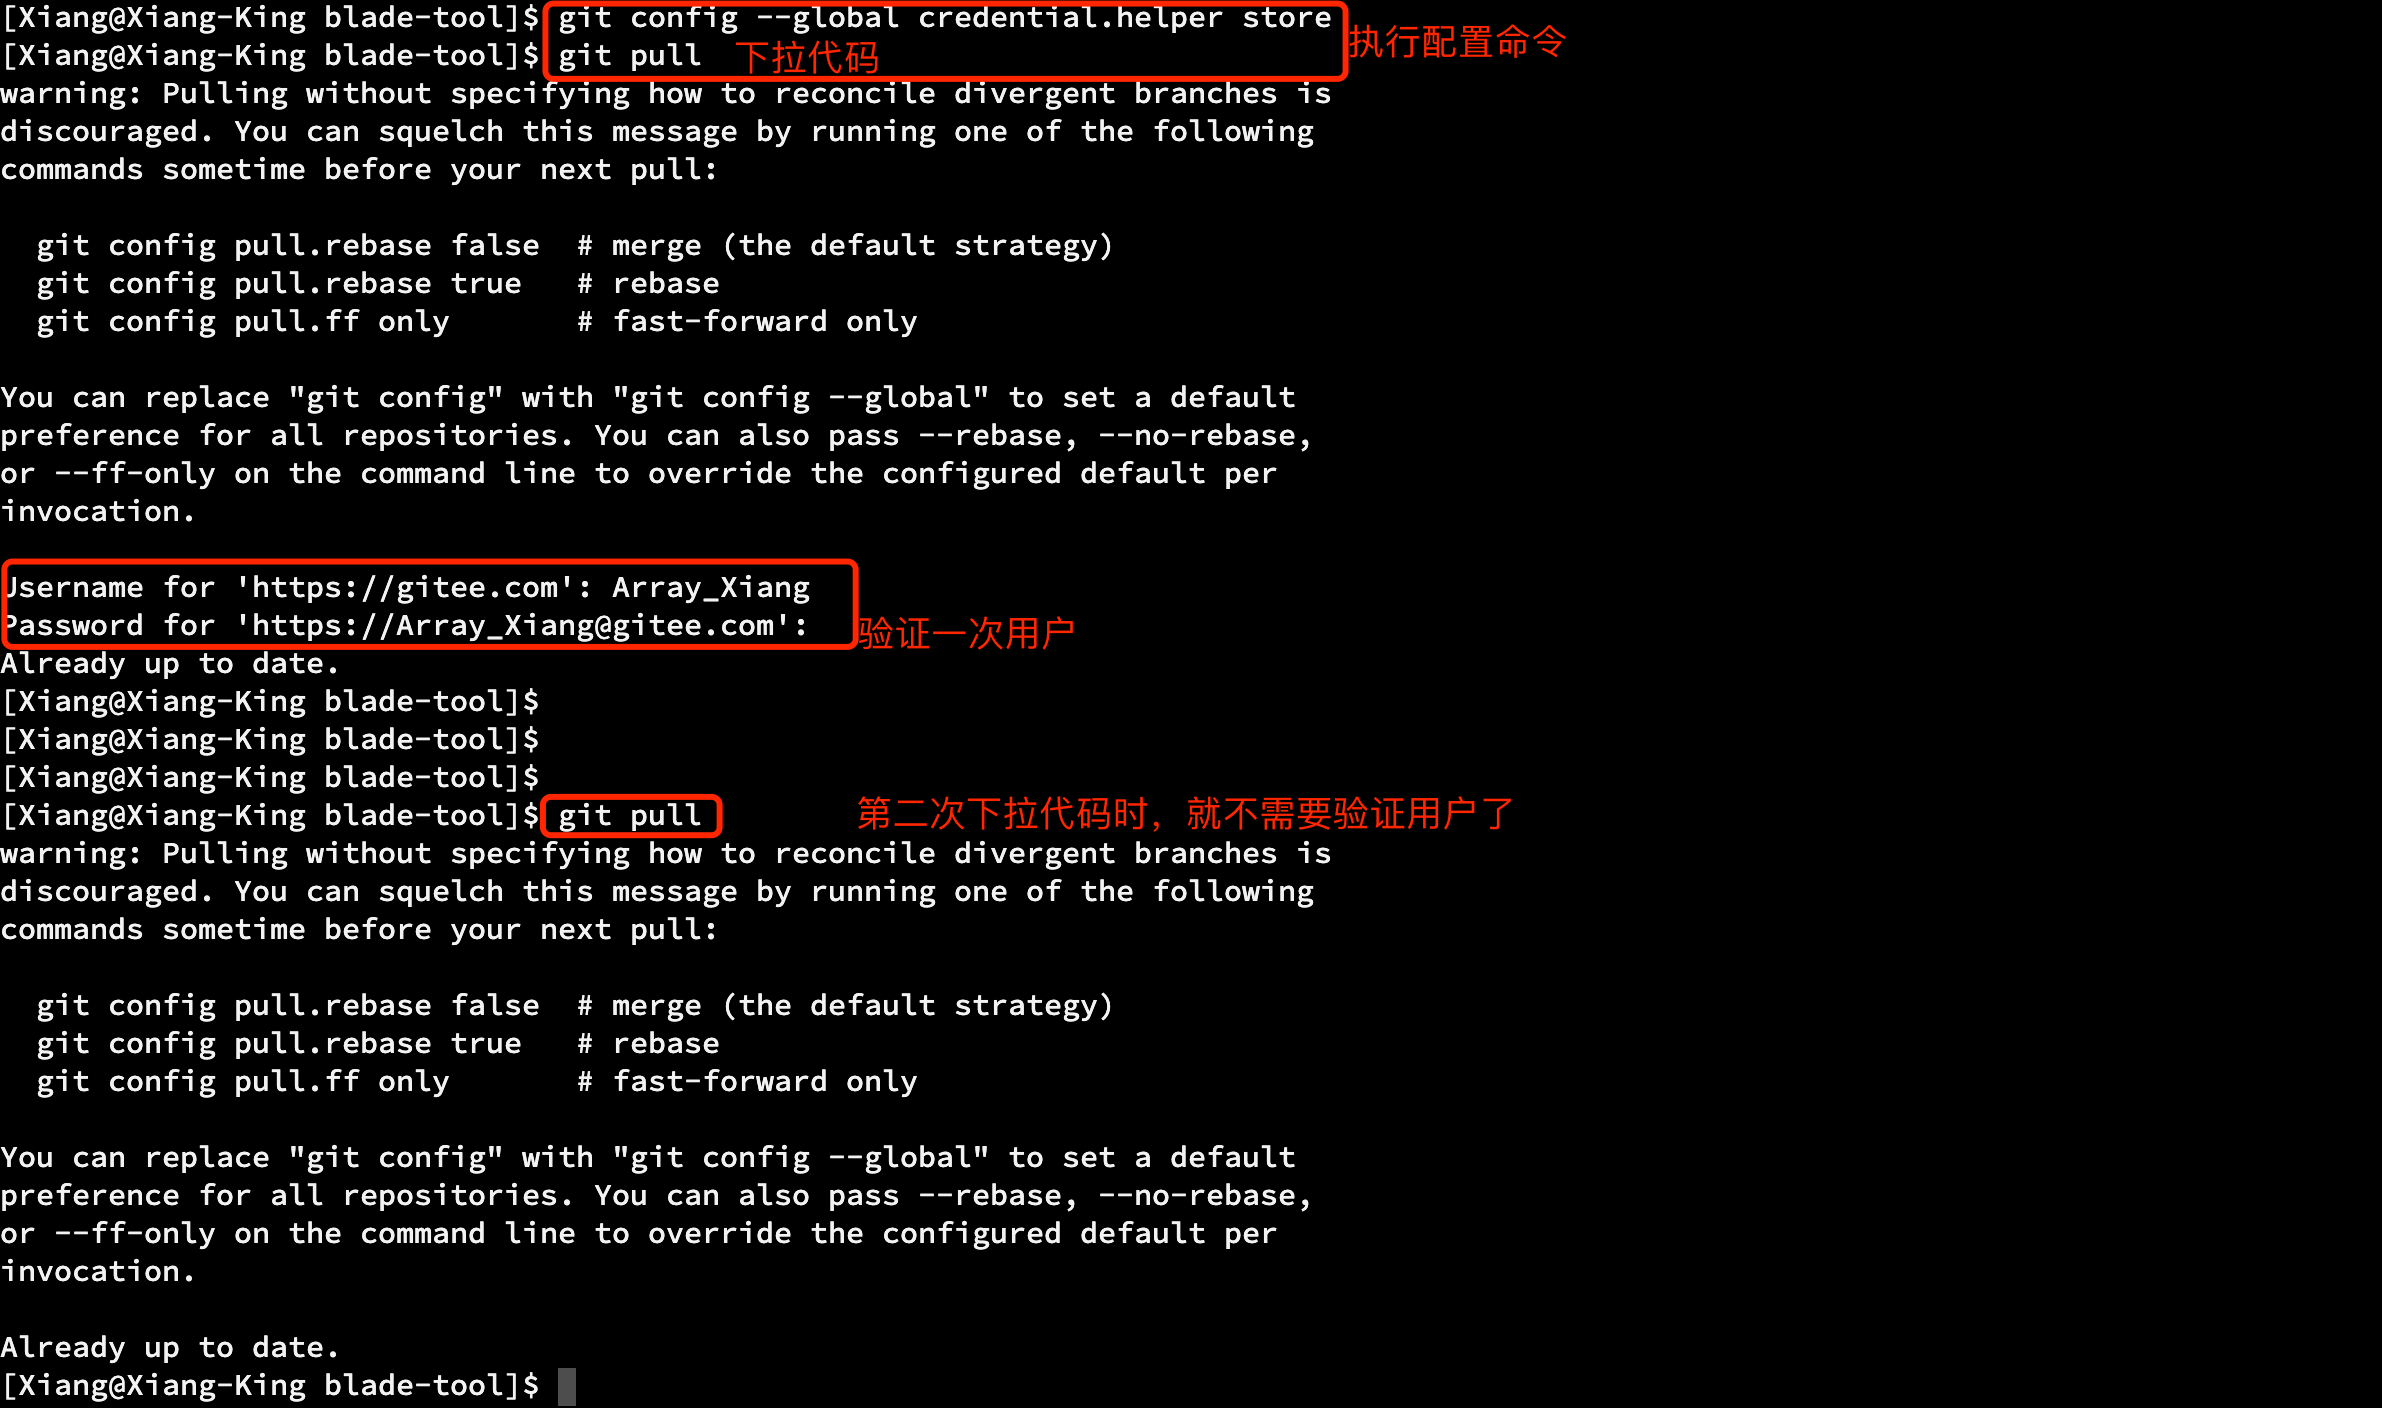 [Xiang@Xiang-King blade-tool]$ git config --global credential.helper store
执行配置命令
[Xiang@Xiang-King blade-tool]$ git pull 下拉代码
warning: Pulling without specifying how to reconcile divergent branches is
discouraged. You can squelch this message by running one of the following
commands sometime before your next pull:
git config pull.rebase false  # merge (the default strategy)
git config pull.rebase true   # rebase
git config pull.ff only       # fast-forward only
You can replace "git config" with "git config --global" to set a default
preference for all repositories. You can also pass --rebase, --no-rebase,
or --ff-only on the command line to override the configured default per
invocation.
Username for 'https://gitee.com': Array_Xiang
Password for 'https://Array_Xiang@gitee.com':
验证一次用户
Already up to date.
[Xiang@Xiang-King blade-tool]$
[Xiang@Xiang-King blade-tool]$
[Xiang@Xiang-King blade-tool]$
[Xiang@Xiang-King blade-tool]$ git pull 第二次下拉代码时，就不需要验证用户了
warning: Pulling without specifying how to reconcile divergent branches is
discouraged. You can squelch this message by running one of the following
commands sometime before your next pull:
git config pull.rebase false  # merge (the default strategy)
git config pull.rebase true   # rebase
git config pull.ff only       # fast-forward only
You can replace "git config" with "git config --global" to set a default
preference for all repositories. You can also pass --rebase, --no-rebase,
or --ff-only on the command line to override the configured default per
invocation.
Already up to date.
[Xiang@Xiang-King blade-tool]$